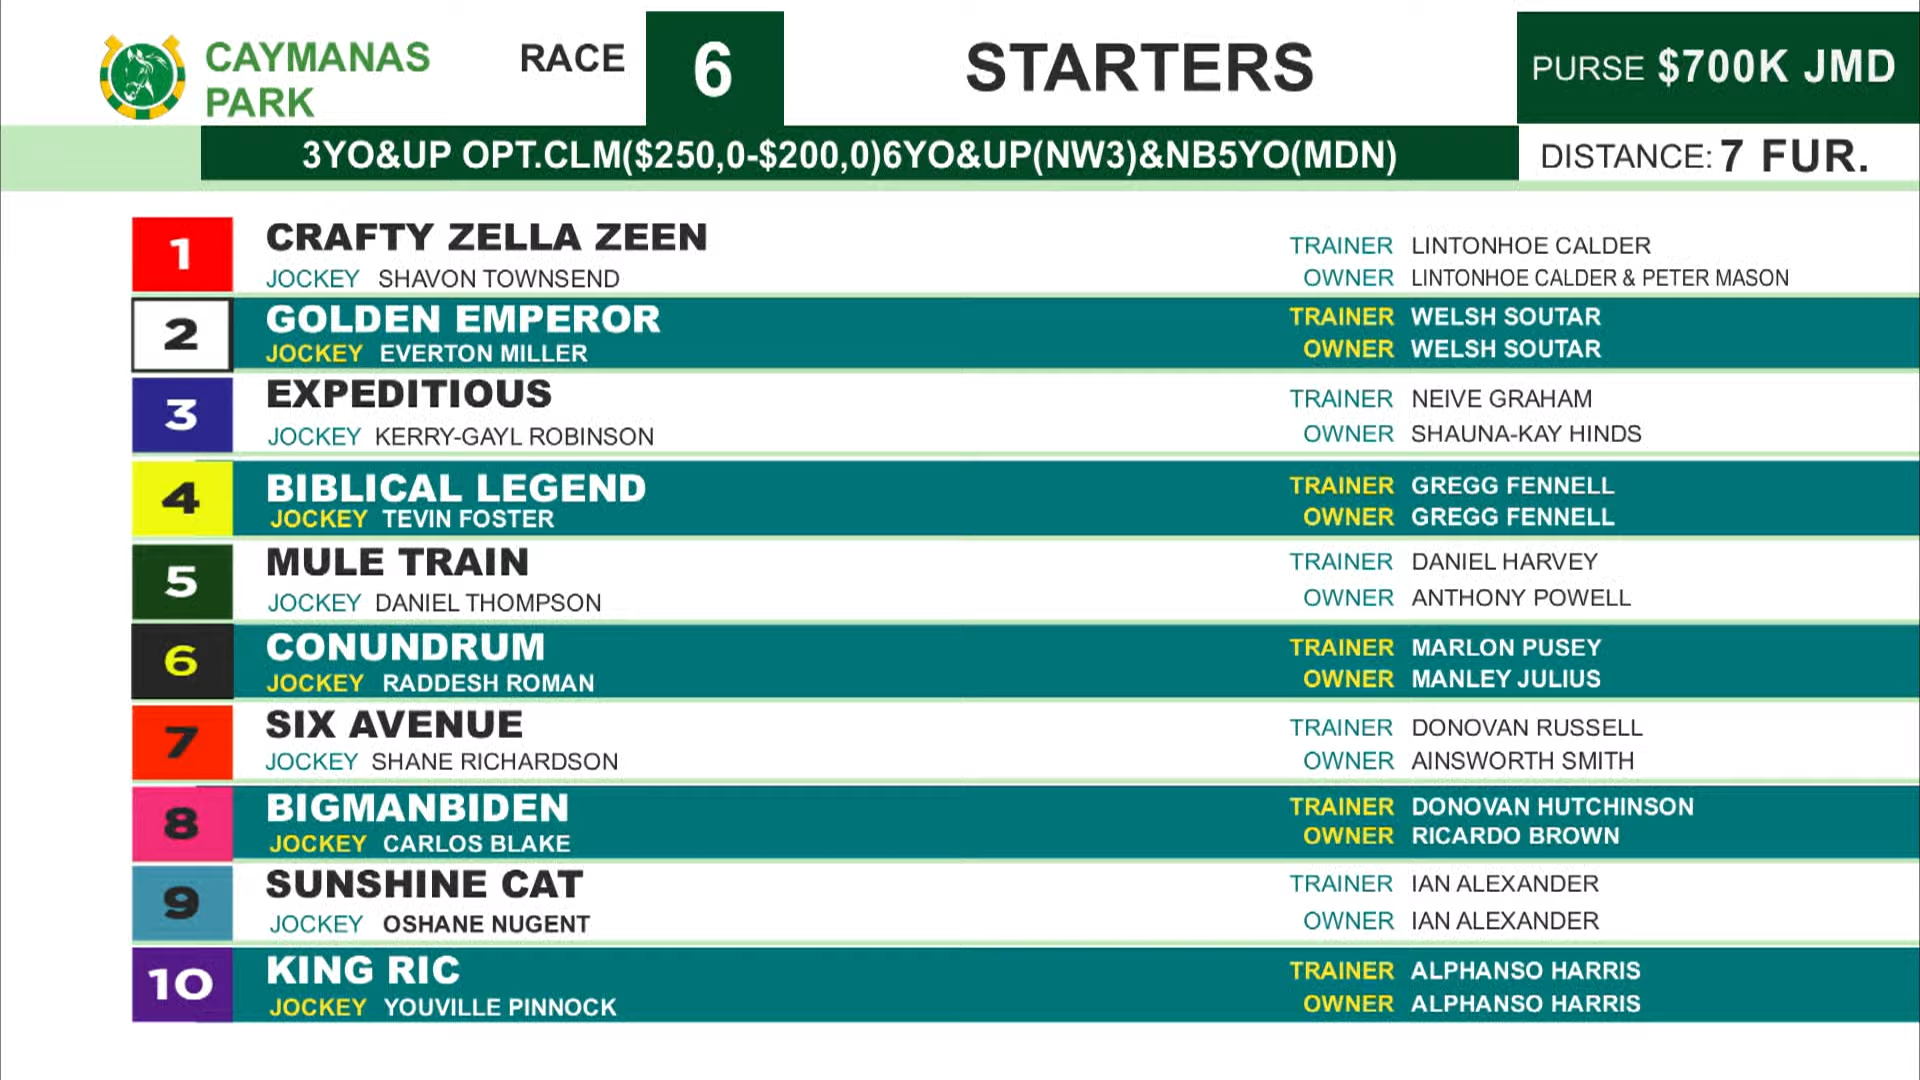 CAYMANAS PARK
RACE 6 STARTERS PURSE $700K JMD
3YO&UP OPT.CLM($250,0-$200,0)6YO&UP(NW3)&NB5YO(MDN) DISTANCE: 7 FUR.
1 CRAFTY ZELLA ZEEN TRAINER LINTONHOE CALDER
JOCKEY SHAVON TOWNSEND OWNER LINTONHOE CALDER & PETER MASON
2 GOLDEN EMPEROR TRAINER WELSH SOUTAR
JOCKEY EVERTON MILLER OWNER WELSH SOUTAR
3 EXPEDITIOUS TRAINER NEIVE GRAHAM
JOCKEY KERRY-GAYL ROBINSON OWNER SHAUNA-KAY HINDS
4 BIBLICAL LEGEND TRAINER GREGG FENNELL
JOCKEY TEVIN FOSTER OWNER GREGG FENNELL
5 MULE TRAIN TRAINER DANIEL HARVEY
JOCKEY DANIEL THOMPSON OWNER ANTHONY POWELL
6 CONUNDRUM TRAINER MARLON PUSEY
JOCKEY RADDESH ROMAN OWNER MANLEY JULIUS
7 SIX AVENUE TRAINER DONOVAN RUSSELL
JOCKEY SHANE RICHARDSON OWNER AINSWORTH SMITH
8 BIGMANBIDEN TRAINER DONOVAN HUTCHINSON
JOCKEY CARLOS BLAKE OWNER RICARDO BROWN
9 SUNSHINE CAT TRAINER IAN ALEXANDER
JOCKEY OSHANE NUGENT OWNER IAN ALEXANDER
10 KING RIC TRAINER ALPHANSO HARRIS
JOCKEY YOUVILLE PINNOCK OWNER ALPHANSO HARRIS